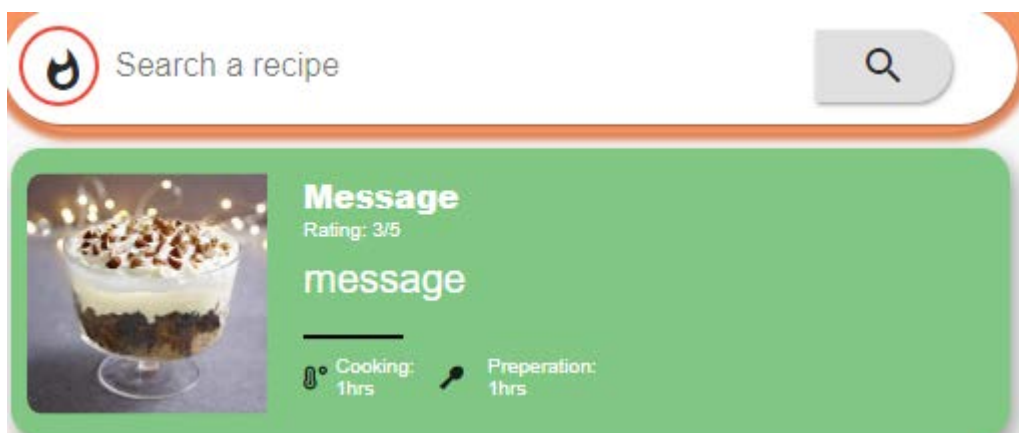 Search a recipe
Message
Rating: 3/5
message
Cooking:
1hrs
Preperation:
1hrs